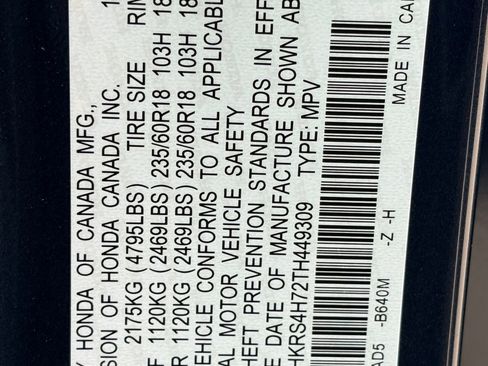 Y HONDA OF CANADA MFG.,
SION OF HONDA CANADA INC.
2175KG (4795LBS) TIRE SIZE RIM
F 1120KG (2469LBS) 235/60R18 103H 18
R 1120KG (2469LBS) 235/60R18 103H 18
VEHICLE CONFORMS TO ALL APPLICABLE
AL MOTOR VEHICLE SAFETY
HEFT PREVENTION STANDARDS IN EFF
E DATE OF MANUFACTURE SHOWN AB
HKRS4H72TH449309 TYPE: MPV
AD5 -B640M -Z -H MADE IN CA